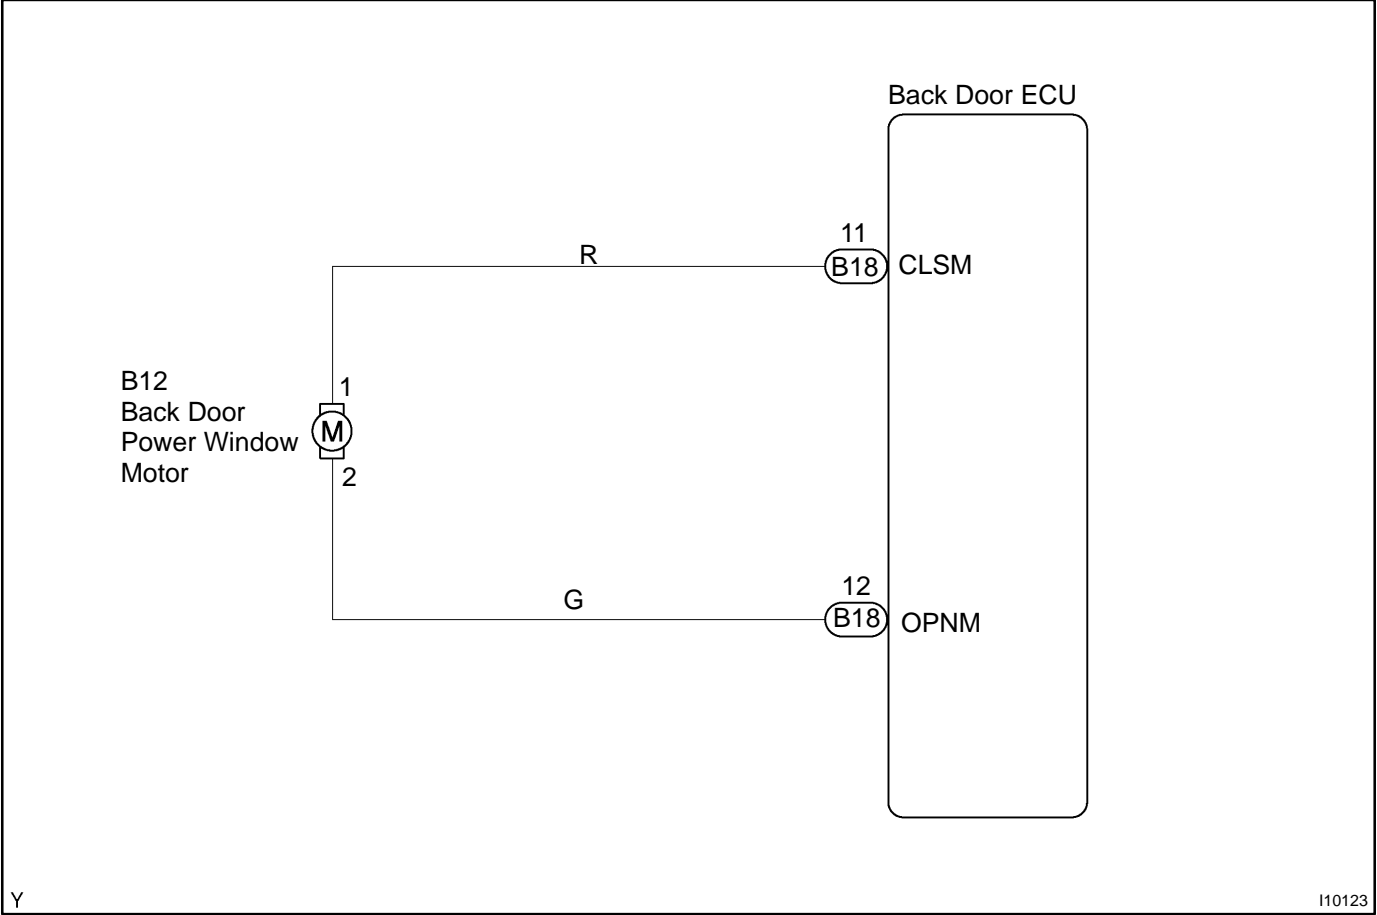 Back Door ECU
11
R
B18
CLSM
B12
Back Door
Power Window
Motor
1
M
2
12
G
B18
OPNM
Y
I10123